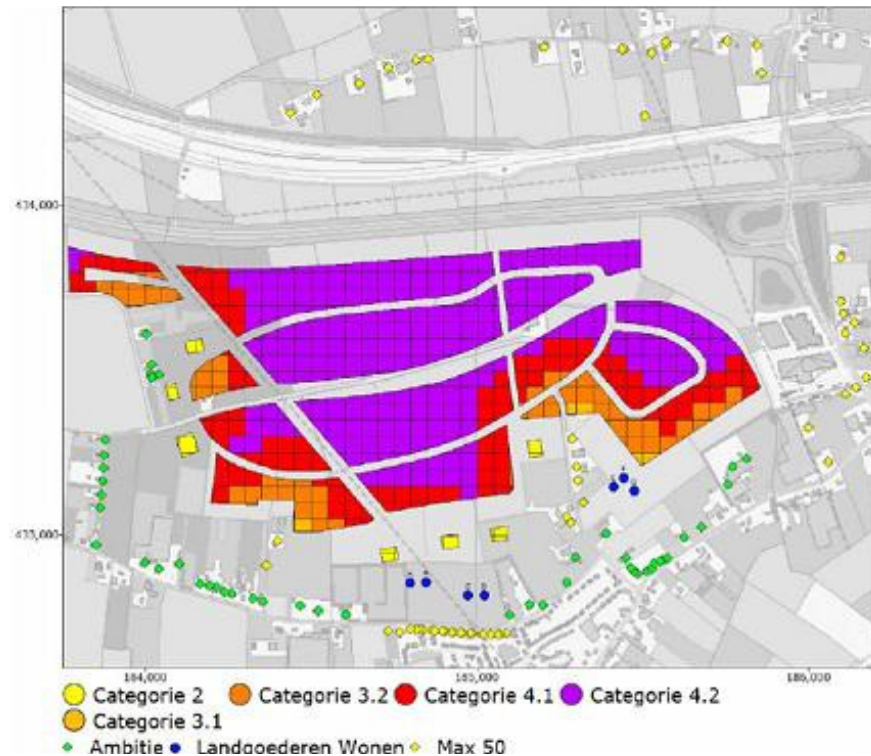 434,000
433,000
184,000 185,000 186,000
Categorie 2 Categorie 3.2 Categorie 4.1 Categorie 4.2
Categorie 3.1
Ambitie Landgoederen Wonen Max 50